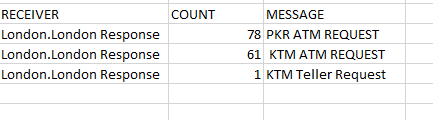 RECEIVER COUNT MESSAGE
London.London Response 78 PKR ATM REQUEST
London.London Response 61 KTM ATM REQUEST
London.London Response 1 KTM Teller Request